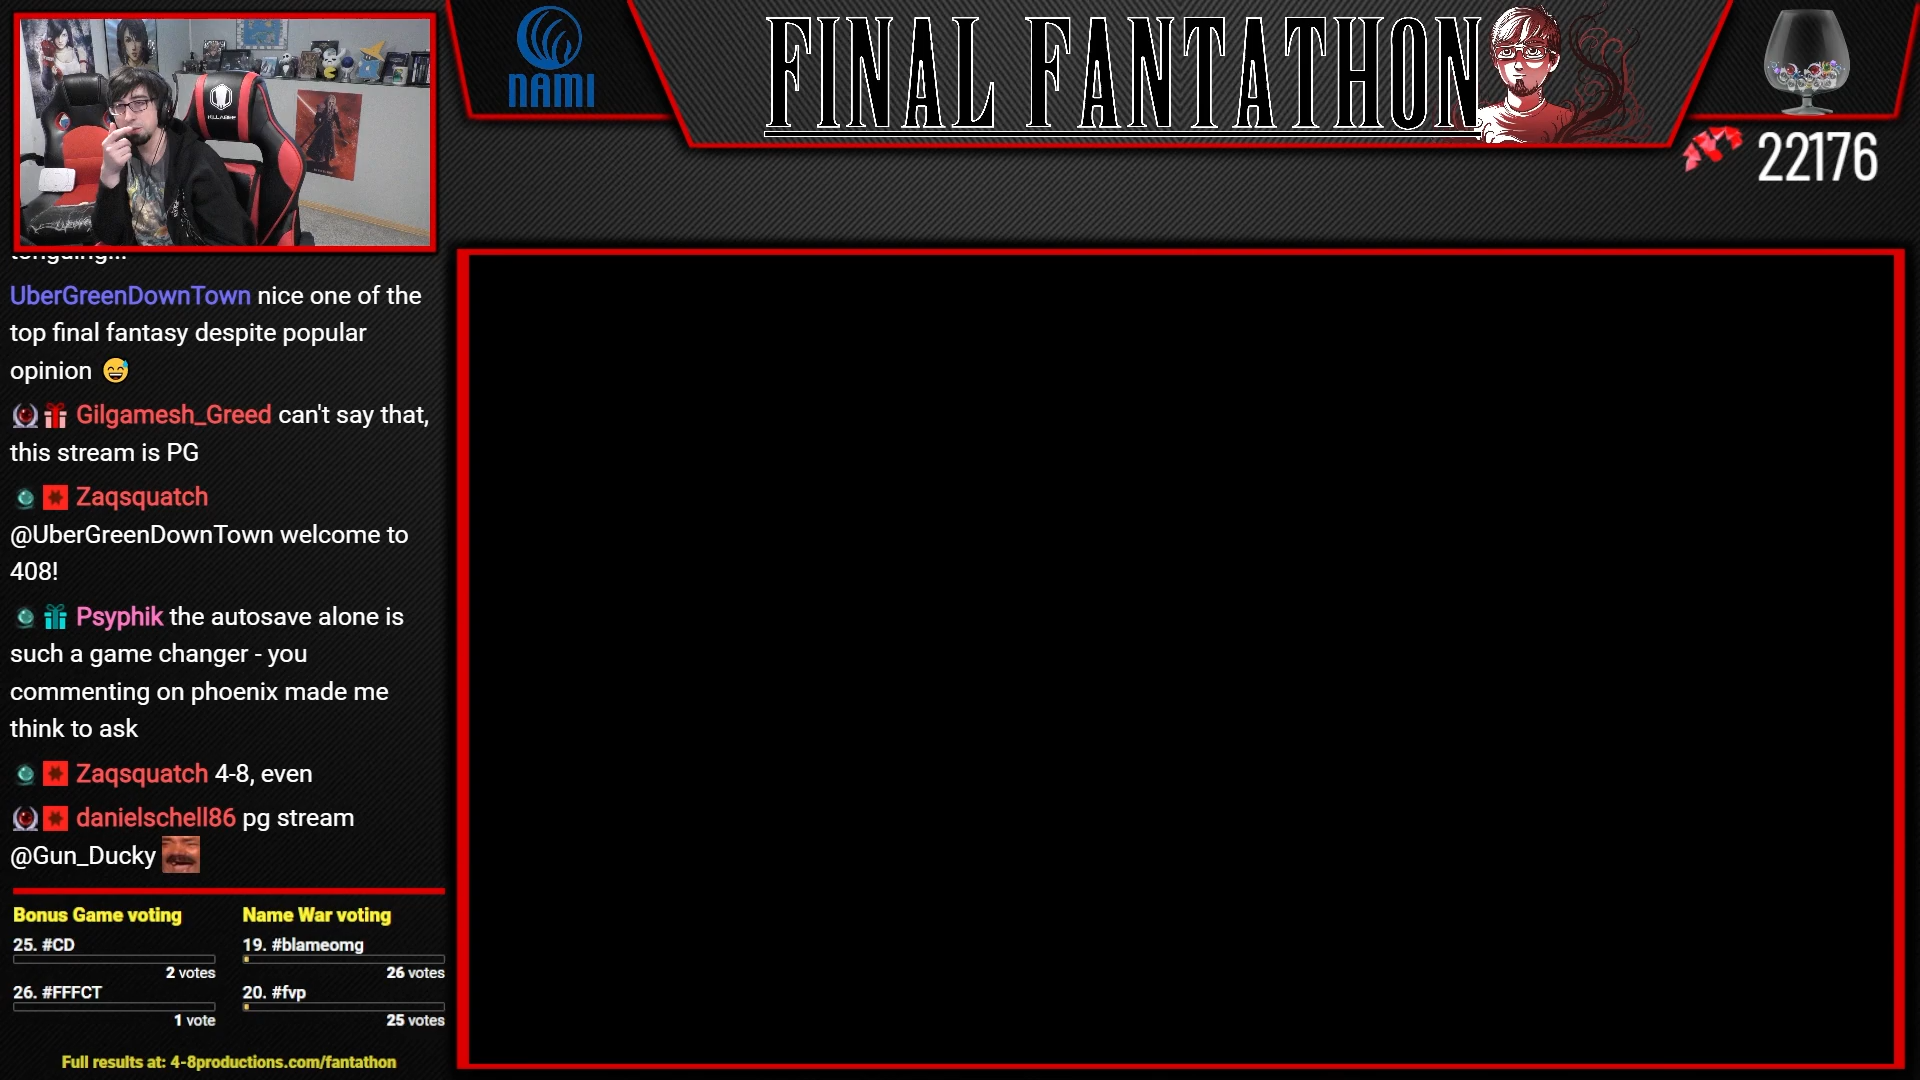 NAMI
FINAL FANTATHON
22176
KILLABEE
UberGreenDownTown nice one of the
top final fantasy despite popular
opinion 😅
Gilgamesh_Greed can't say that,
this stream is PG
Zaqsquatch
@UberGreenDownTown welcome to
408!
Psyphik the autosave alone is
such a game changer - you
commenting on phoenix made me
think to ask
Zaqsquatch 4-8, even
danielschell86 pg stream
@Gun_Ducky
Bonus Game voting
25. #CD
2 votes
26. #FFFCT
1 vote
Name War voting
19. #blameomg
26 votes
20. #fvp
25 votes
Full results at: 4-8productions.com/fantathon